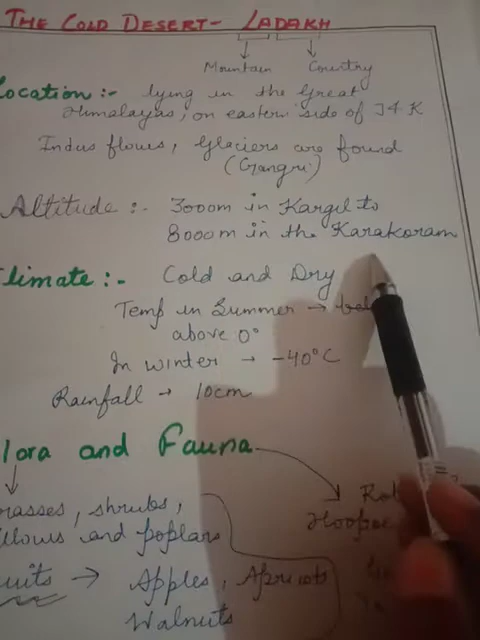 THE COLD DESERT- LADAKH
Mountain Country
Location:- lying in the Great
Himalayas, on eastern side of J&K
Indus flows, Glaciers are found
(Gangri)
Altitude:- 3000m in Kargil to
8000m in the Karakoram
Climate:- Cold and Dry
Temp in Summer →
above 0°
In winter → -40°C
Rainfall → 10cm
lora and Fauna
rasses, shrubs,
illows and poplars
Hoopoe
uits → Apples, Apricots
Walnuts